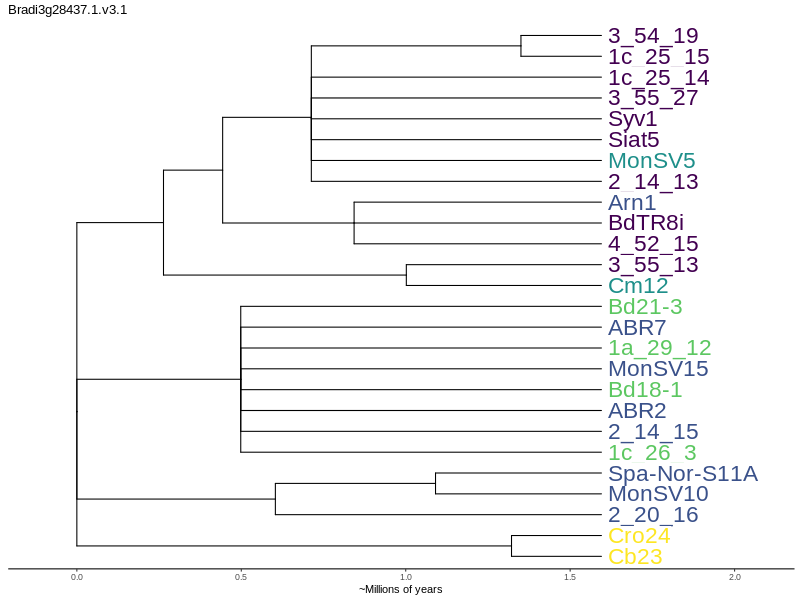 Bradi3g28437.1.v3.1
3_54_19
1c_25_15
1c_25_14
3_55_27
Syv1
Siat5
MonSV5
2_14_13
Arn1
BdTR8i
4_52_15
3_55_13
Cm12
Bd21-3
ABR7
1a_29_12
MonSV15
Bd18-1
ABR2
2_14_15
1c_26_3
Spa-Nor-S11A
MonSV10
2_20_16
Cro24
Cb23
0.0 0.5 1.0 1.5 2.0
~Millions of years